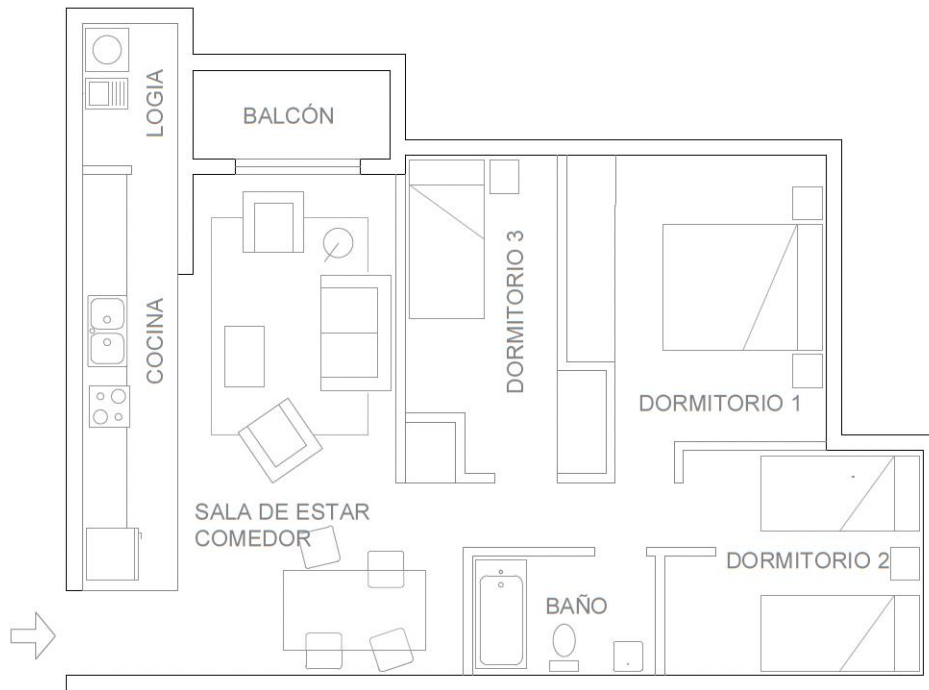 LOGIA
BALCÓN
COCINA
DORMITORIO 3
DORMITORIO 1
SALA DE ESTAR
COMEDOR
DORMITORIO 2
BAÑO